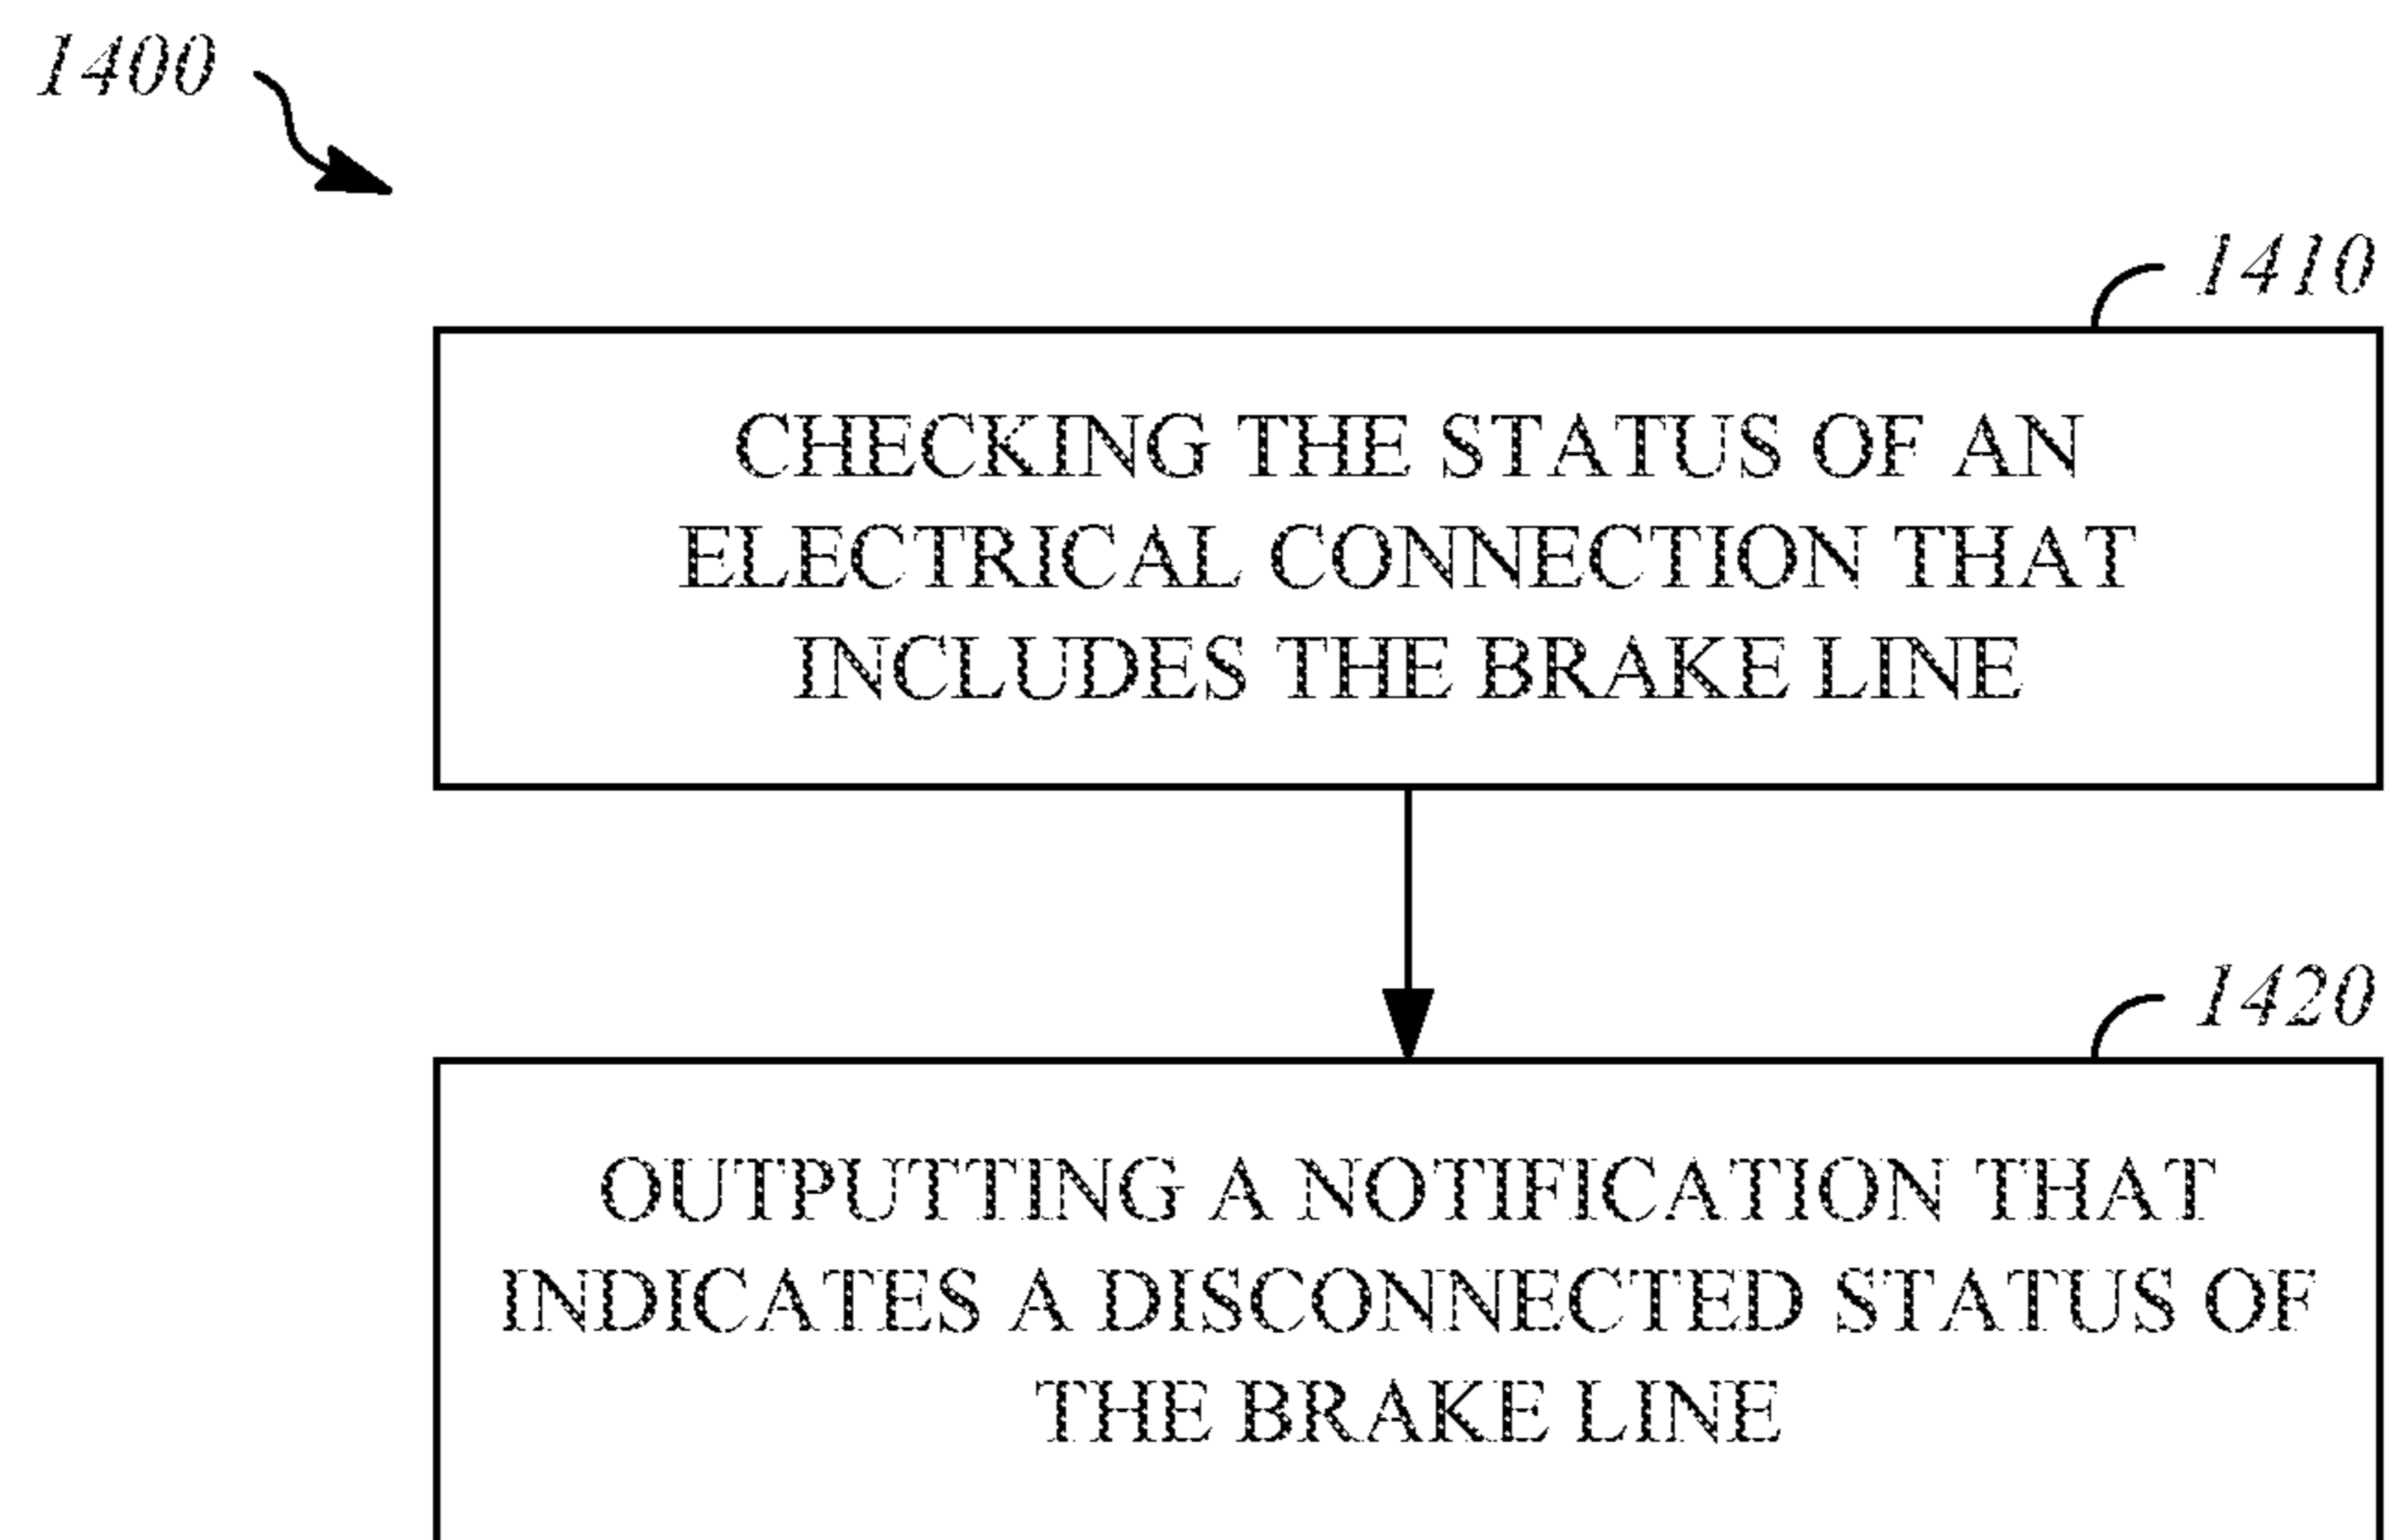 1400
1410
CHECKING THE STATUS OF AN
ELECTRICAL CONNECTION THAT
INCLUDES THE BRAKE LINE
1420
OUTPUTTING A NOTIFICATION THAT
INDICATES A DISCONNECTED STATUS OF
THE BRAKE LINE